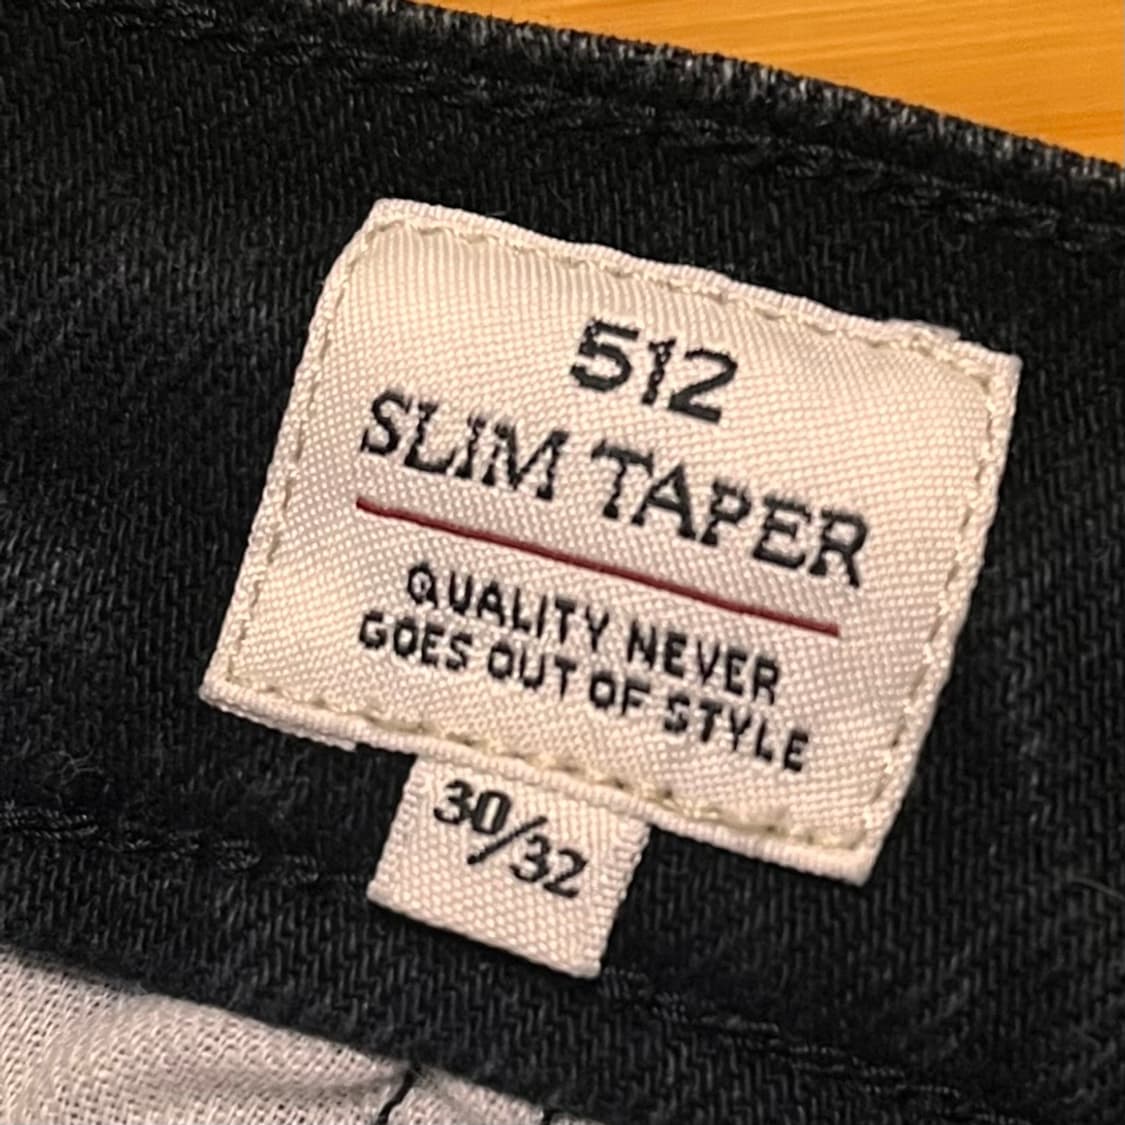 512
SLIM TAPER
QUALITY NEVER
GOES OUT OF STYLE
30/32